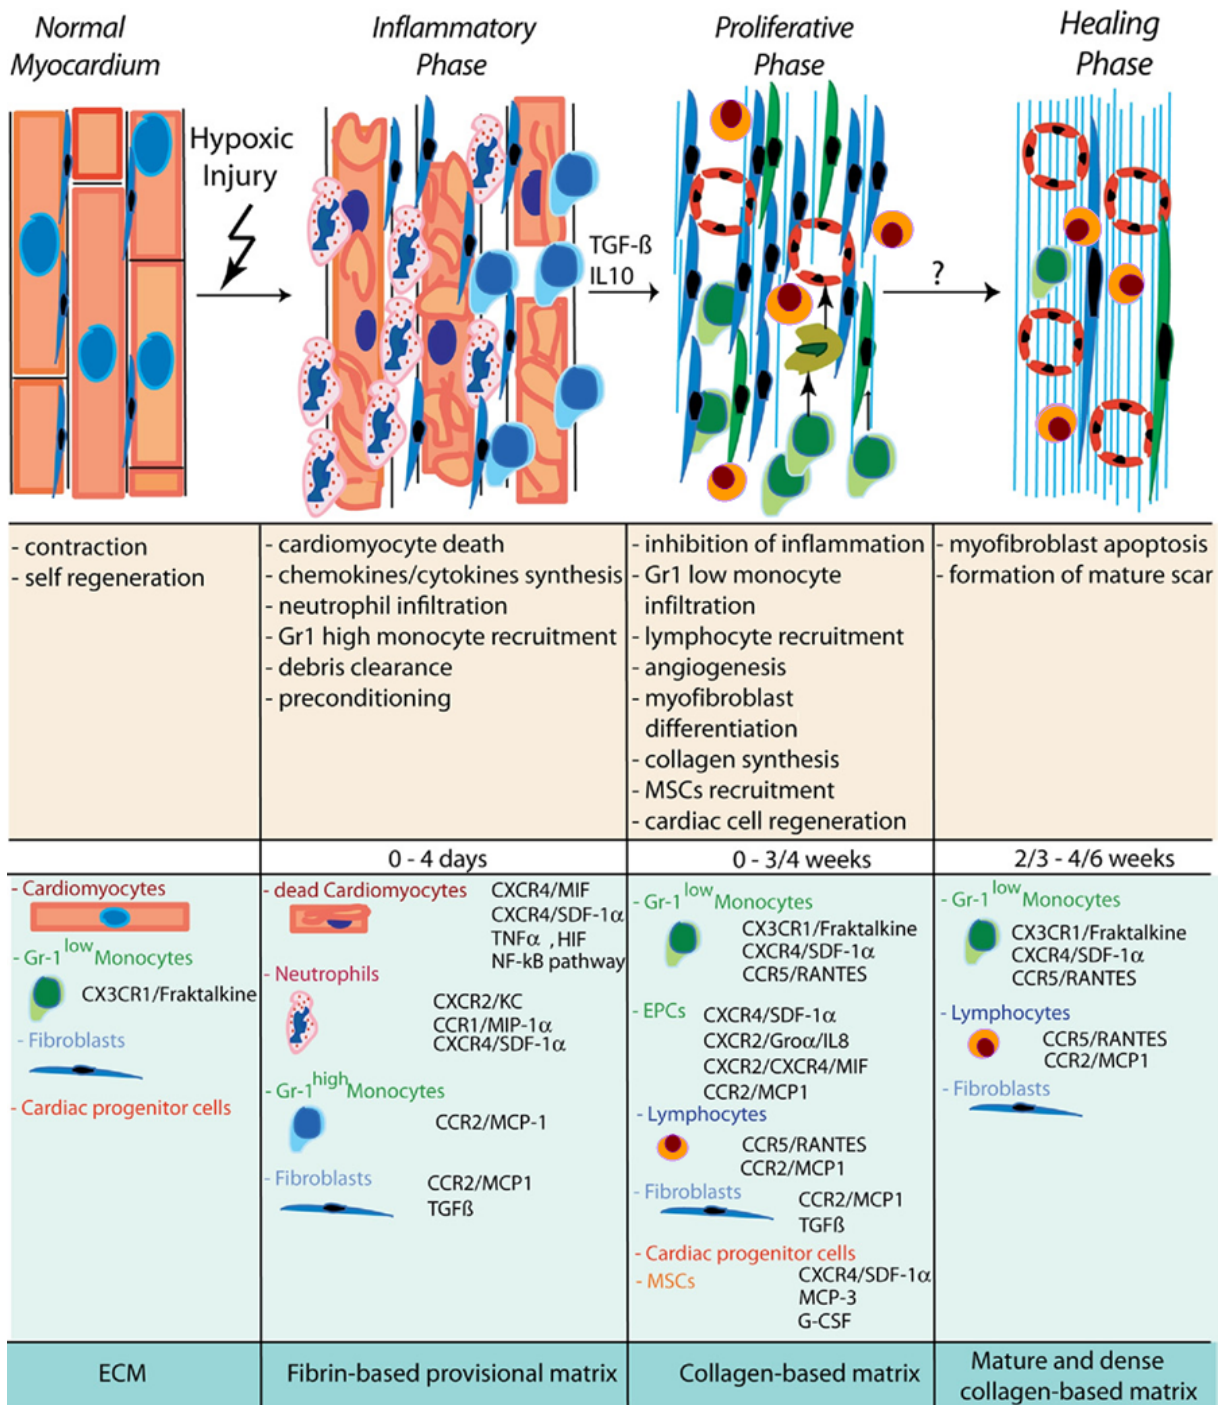 Normal
Myocardium
Inflammatory
Phase
Proliferative
Phase
Healing
Phase
Hypoxic
Injury
TGF-ß
IL10
?
- contraction
- self regeneration
- cardiomyocyte death
- chemokines/cytokines synthesis
- neutrophil infiltration
- Gr1 high monocyte recruitment
- debris clearance
- preconditioning
- inhibition of inflammation
- Gr1 low monocyte
infiltration
- lymphocyte recruitment
- angiogenesis
- myofibroblast
differentiation
- collagen synthesis
- MSCs recruitment
- cardiac cell regeneration
- myofibroblast apoptosis
- formation of mature scar
0 - 4 days
0 - 3/4 weeks
2/3 - 4/6 weeks
- Cardiomyocytes
- Gr-1low Monocytes
CX3CR1/Fraktalkine
- Fibroblasts
- Cardiac progenitor cells
- dead Cardiomyocytes
CXCR4/MIF
CXCR4/SDF-1α
TNFα , HIF
NF-kB pathway
- Neutrophils
CXCR2/KC
CCR1/MIP-1α
CXCR4/SDF-1α
- Gr-1high Monocytes
CCR2/MCP-1
- Fibroblasts
CCR2/MCP1
TGFß
- Gr-1low Monocytes
CX3CR1/Fraktalkine
CXCR4/SDF-1α
CCR5/RANTES
- EPCs
CXCR4/SDF-1α
CXCR2/Groα/IL8
CXCR2/CXCR4/MIF
CCR2/MCP1
- Lymphocytes
CCR5/RANTES
CCR2/MCP1
- Fibroblasts
CCR2/MCP1
TGFß
- Cardiac progenitor cells
- MSCs
CXCR4/SDF-1α
MCP-3
G-CSF
- Gr-1low Monocytes
CX3CR1/Fraktalkine
CXCR4/SDF-1α
CCR5/RANTES
- Lymphocytes
CCR5/RANTES
CCR2/MCP1
- Fibroblasts
ECM
Fibrin-based provisional matrix
Collagen-based matrix
Mature and dense
collagen-based matrix